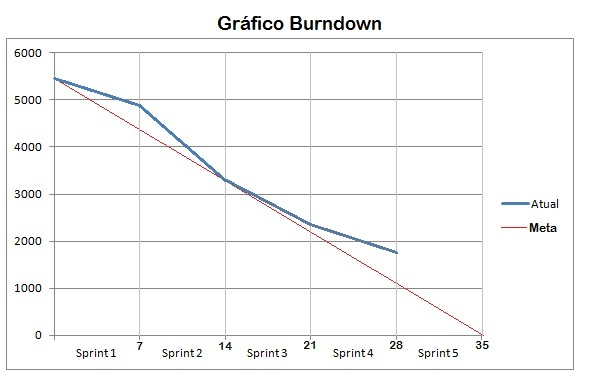 Gráfico Burndown
6000
5000
4000
3000
2000
1000
0
7
14
21
28
35
Sprint 1
Sprint 2
Sprint 3
Sprint 4
Sprint 5
Atual
Meta